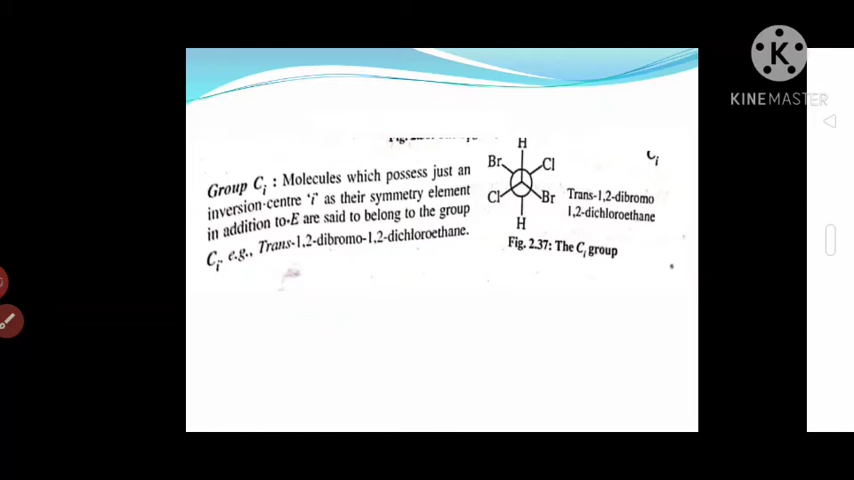 KINEMASTER
H
Br Cl
Cl Br
H
Ci
Group Ci : Molecules which possess just an
inversion-centre 'i' as their symmetry element
in addition to E are said to belong to the group
Ci, e.g., Trans-1,2-dibromo-1,2-dichloroethane.
Trans-1,2-dibromo
1,2-dichloroethane
Fig. 2.37: The Ci group